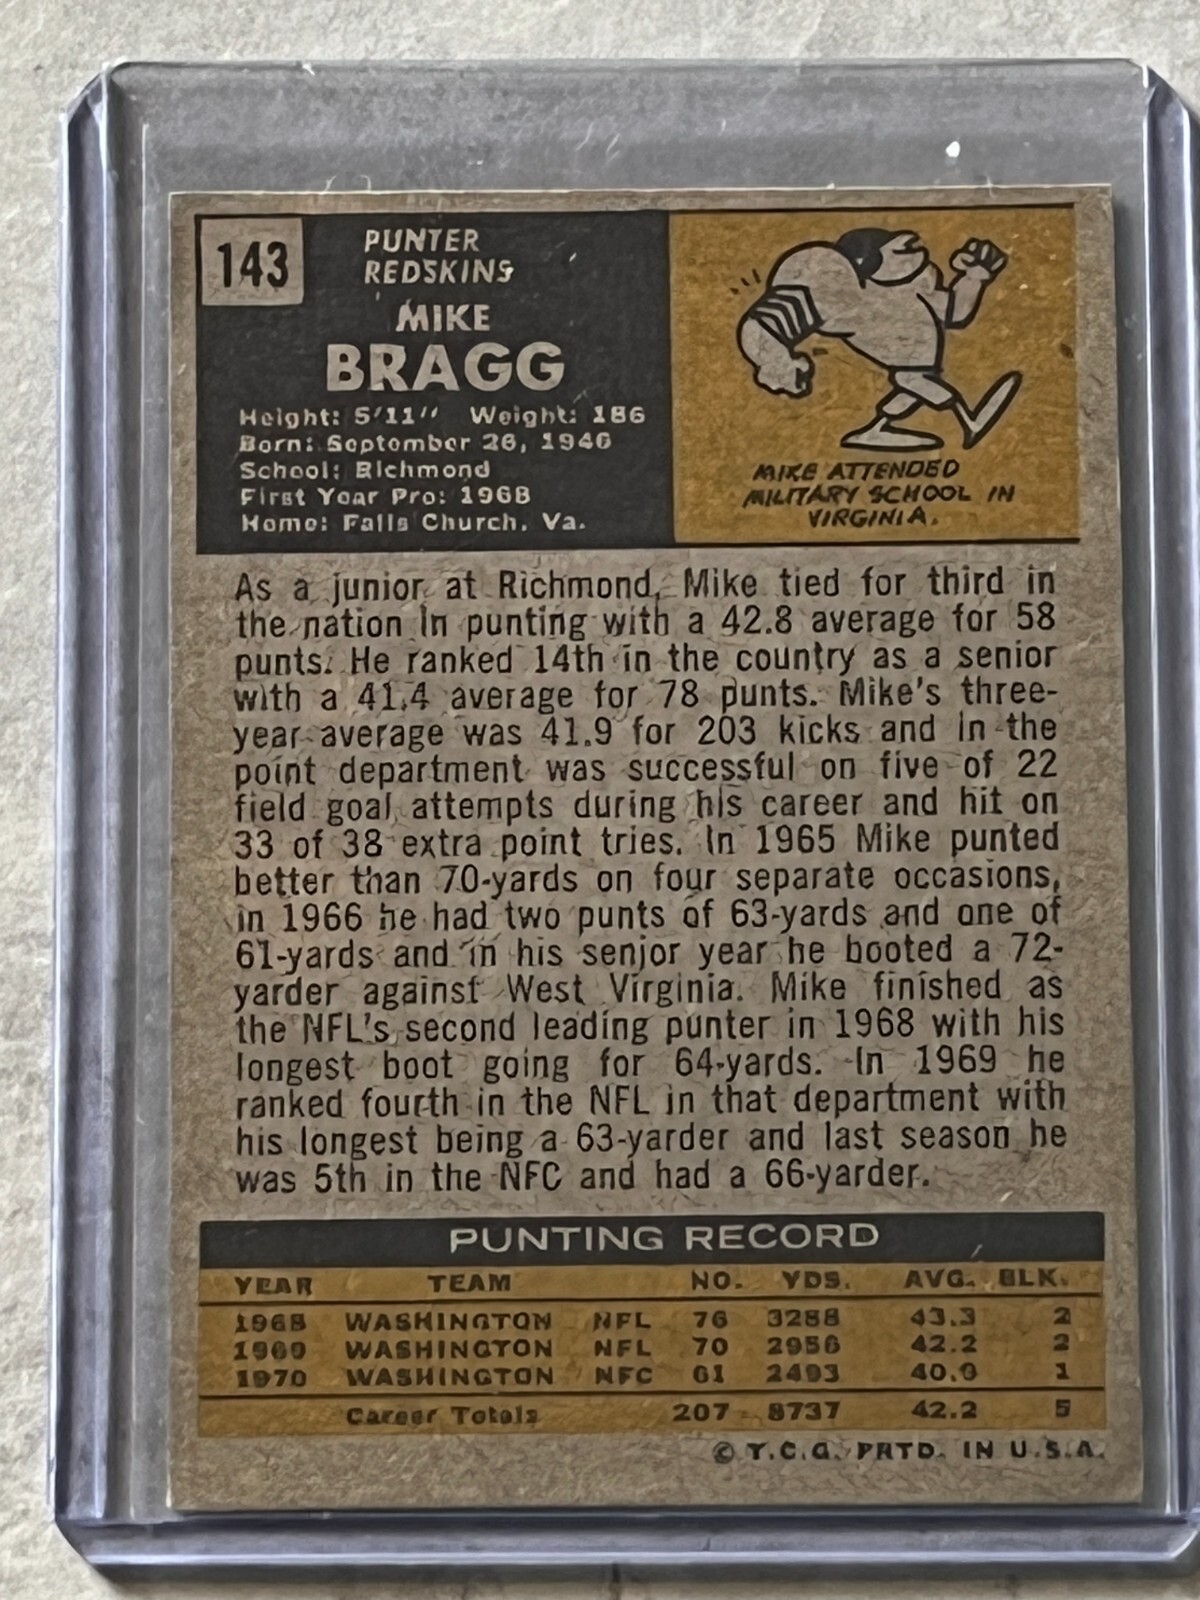 143
PUNTER
REDSKINS
MIKE
BRAGG
Height: 5'11" Weight: 186
Born: September 26, 1946
School: Richmond
First Year Pro: 1968
Home: Falls Church, Va.
MIKE ATTENDED
MILITARY SCHOOL IN
VIRGINIA.
As a junior at Richmond, Mike tied for third in
the nation in punting with a 42.8 average for 58
punts. He ranked 14th in the country as a senior
with a 41.4 average for 78 punts. Mike's three-
year average was 41.9 for 203 kicks and in the
point department was successful on five of 22
field goal attempts during his career and hit on
33 of 38 extra point tries. In 1965 Mike punted
better than 70-yards on four separate occasions,
in 1966 he had two punts of 63-yards and one of
61-yards and in his senior year he booted a 72-
yarder against West Virginia. Mike finished as
the NFL's second leading punter in 1968 with his
longest boot going for 64-yards. In 1969 he
ranked fourth in the NFL in that department with
his longest being a 63-yarder and last season he
was 5th in the NFC and had a 66-yarder.
PUNTING RECORD
YEAR TEAM NO. YDS. AVG. BLK.
1968 WASHINGTON NFL 76 3288 43.3 2
1969 WASHINGTON NFL 70 2956 42.2 2
1970 WASHINGTON NFC 61 2493 40.9 1
Career Totals 207 8737 42.2 5
© T.C.G. PRTD. IN U.S.A.